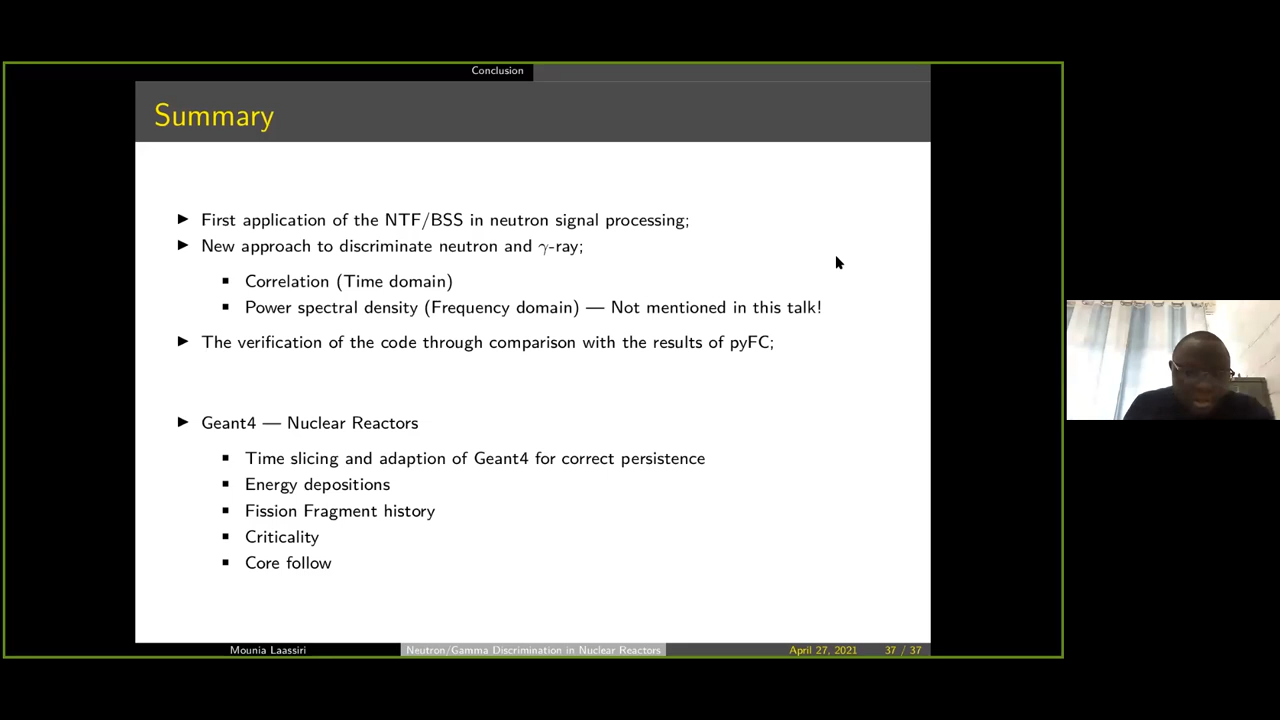 Conclusion
Summary
► First application of the NTF/BSS in neutron signal processing;
► New approach to discriminate neutron and γ-ray;
▪ Correlation (Time domain)
▪ Power spectral density (Frequency domain) — Not mentioned in this talk!
► The verification of the code through comparison with the results of pyFC;
► Geant4 — Nuclear Reactors
▪ Time slicing and adaption of Geant4 for correct persistence
▪ Energy depositions
▪ Fission Fragment history
▪ Criticality
▪ Core follow
Mounia Laassiri Neutron/Gamma Discrimination in Nuclear Reactors April 27, 2021 37 / 37